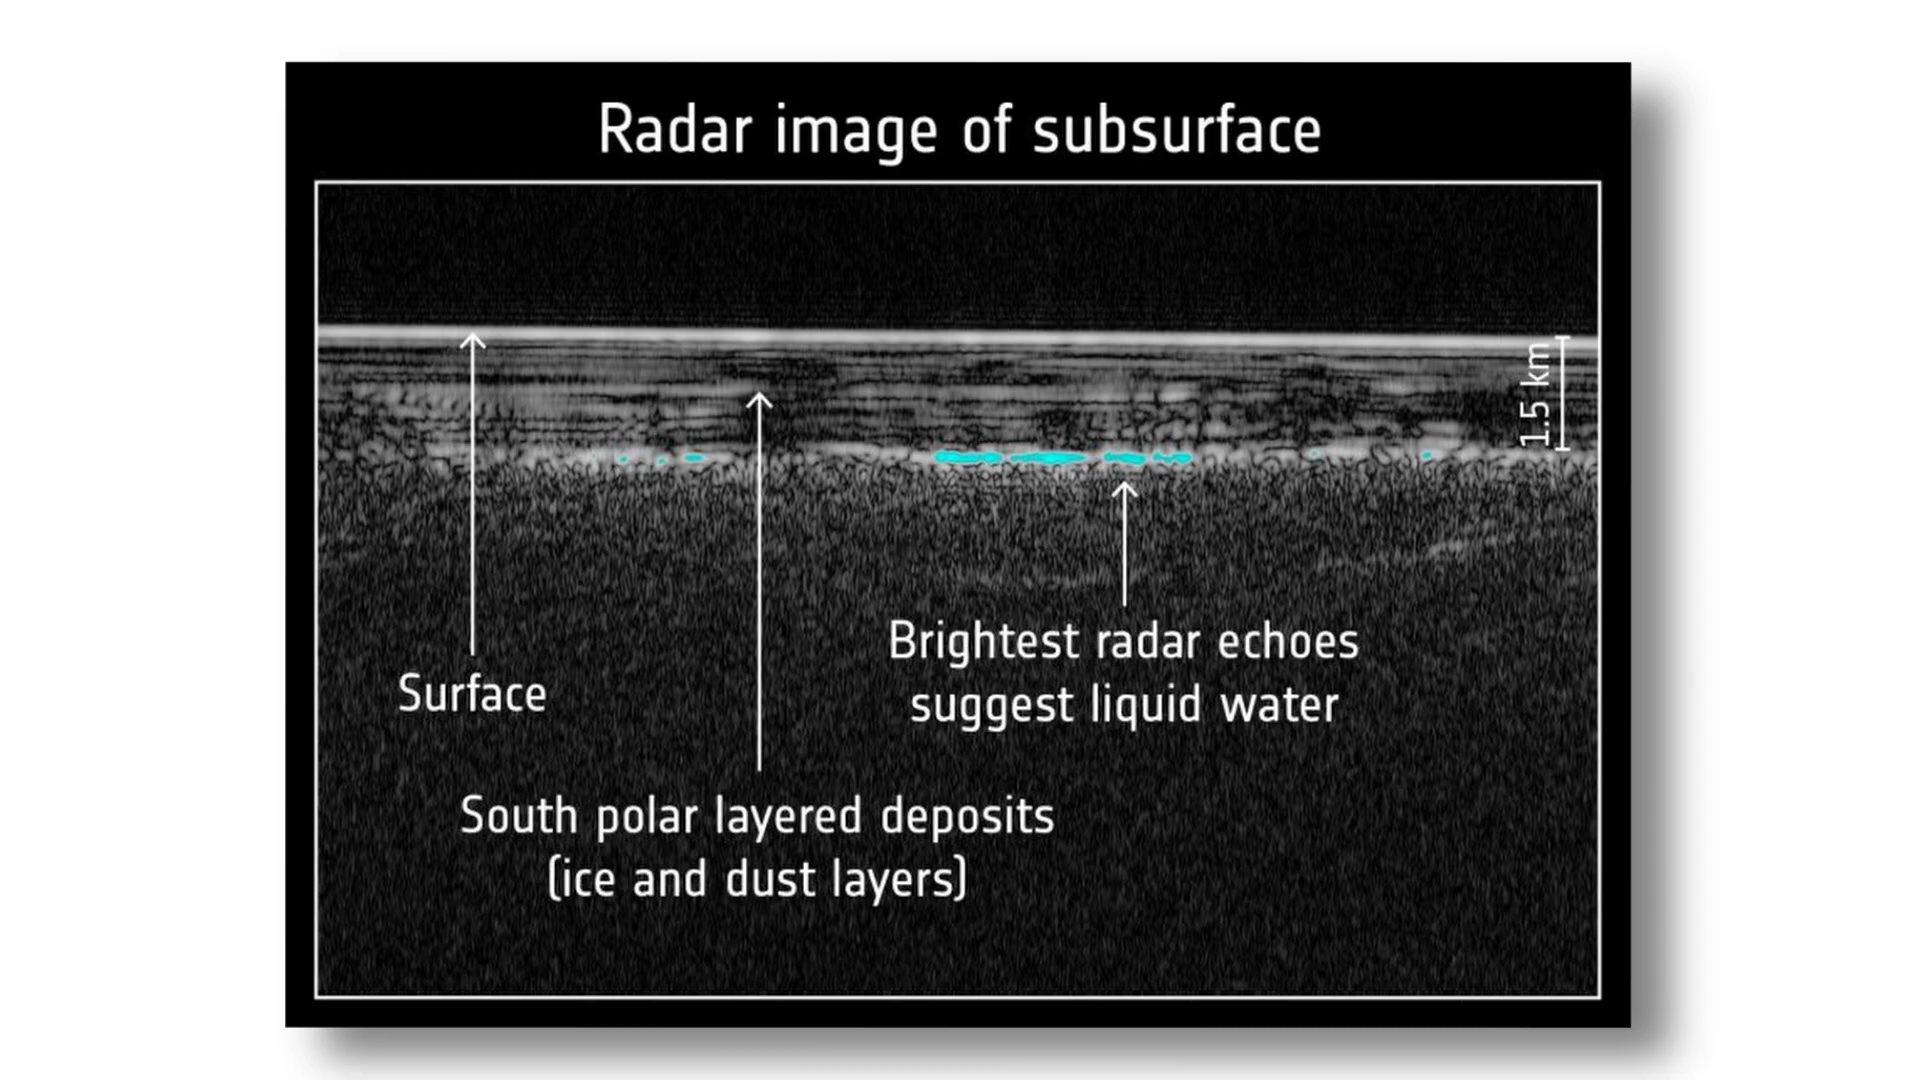 Radar image of subsurface
1.5 km
Brightest radar echoes
suggest liquid water
Surface
South polar layered deposits
(ice and dust layers)